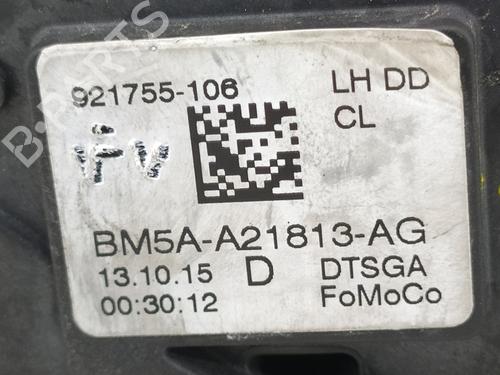 921755-106 LH DD
CL
BM5A-A21813-AG
13.10.15 D DTSGA
00:30:12 FoMoCo